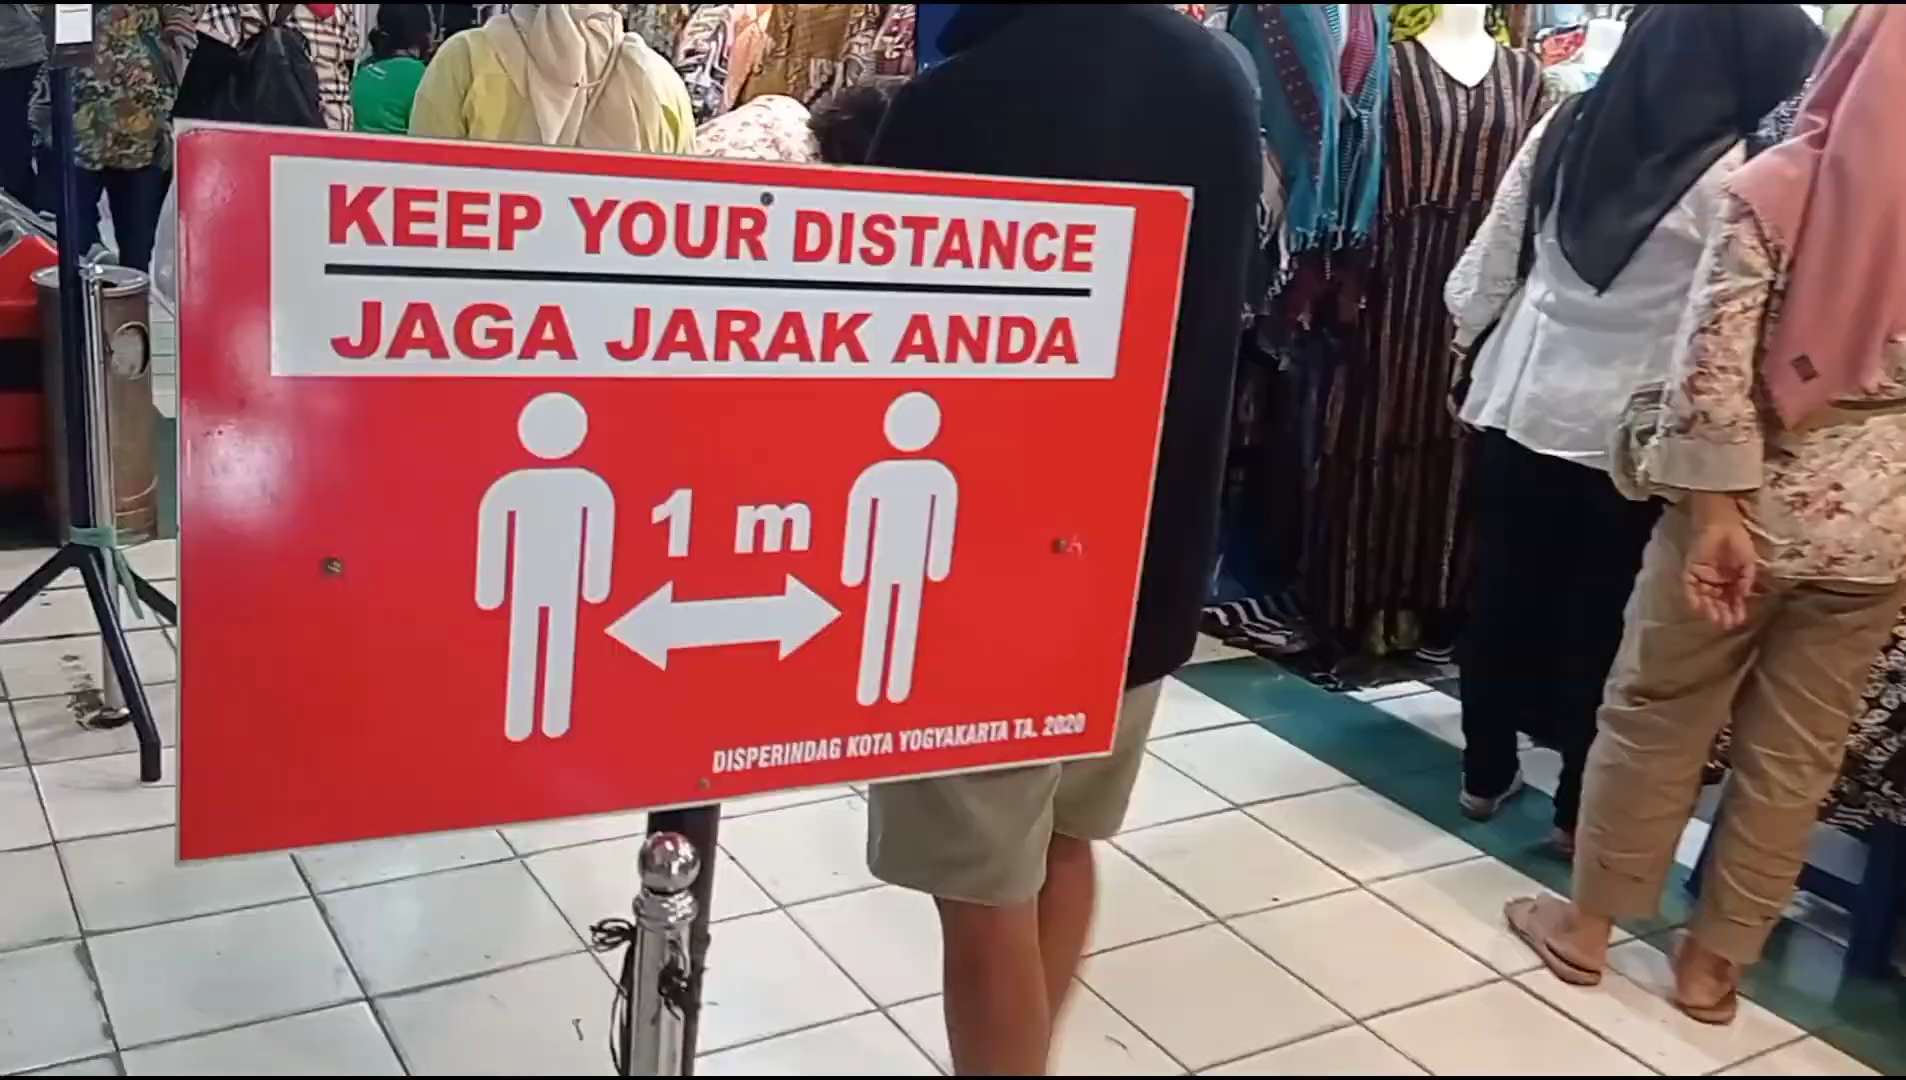 KEEP YOUR DISTANCE
JAGA JARAK ANDA
1 m
DISPERINDAG KOTA YOGYAKARTA TA. 2020